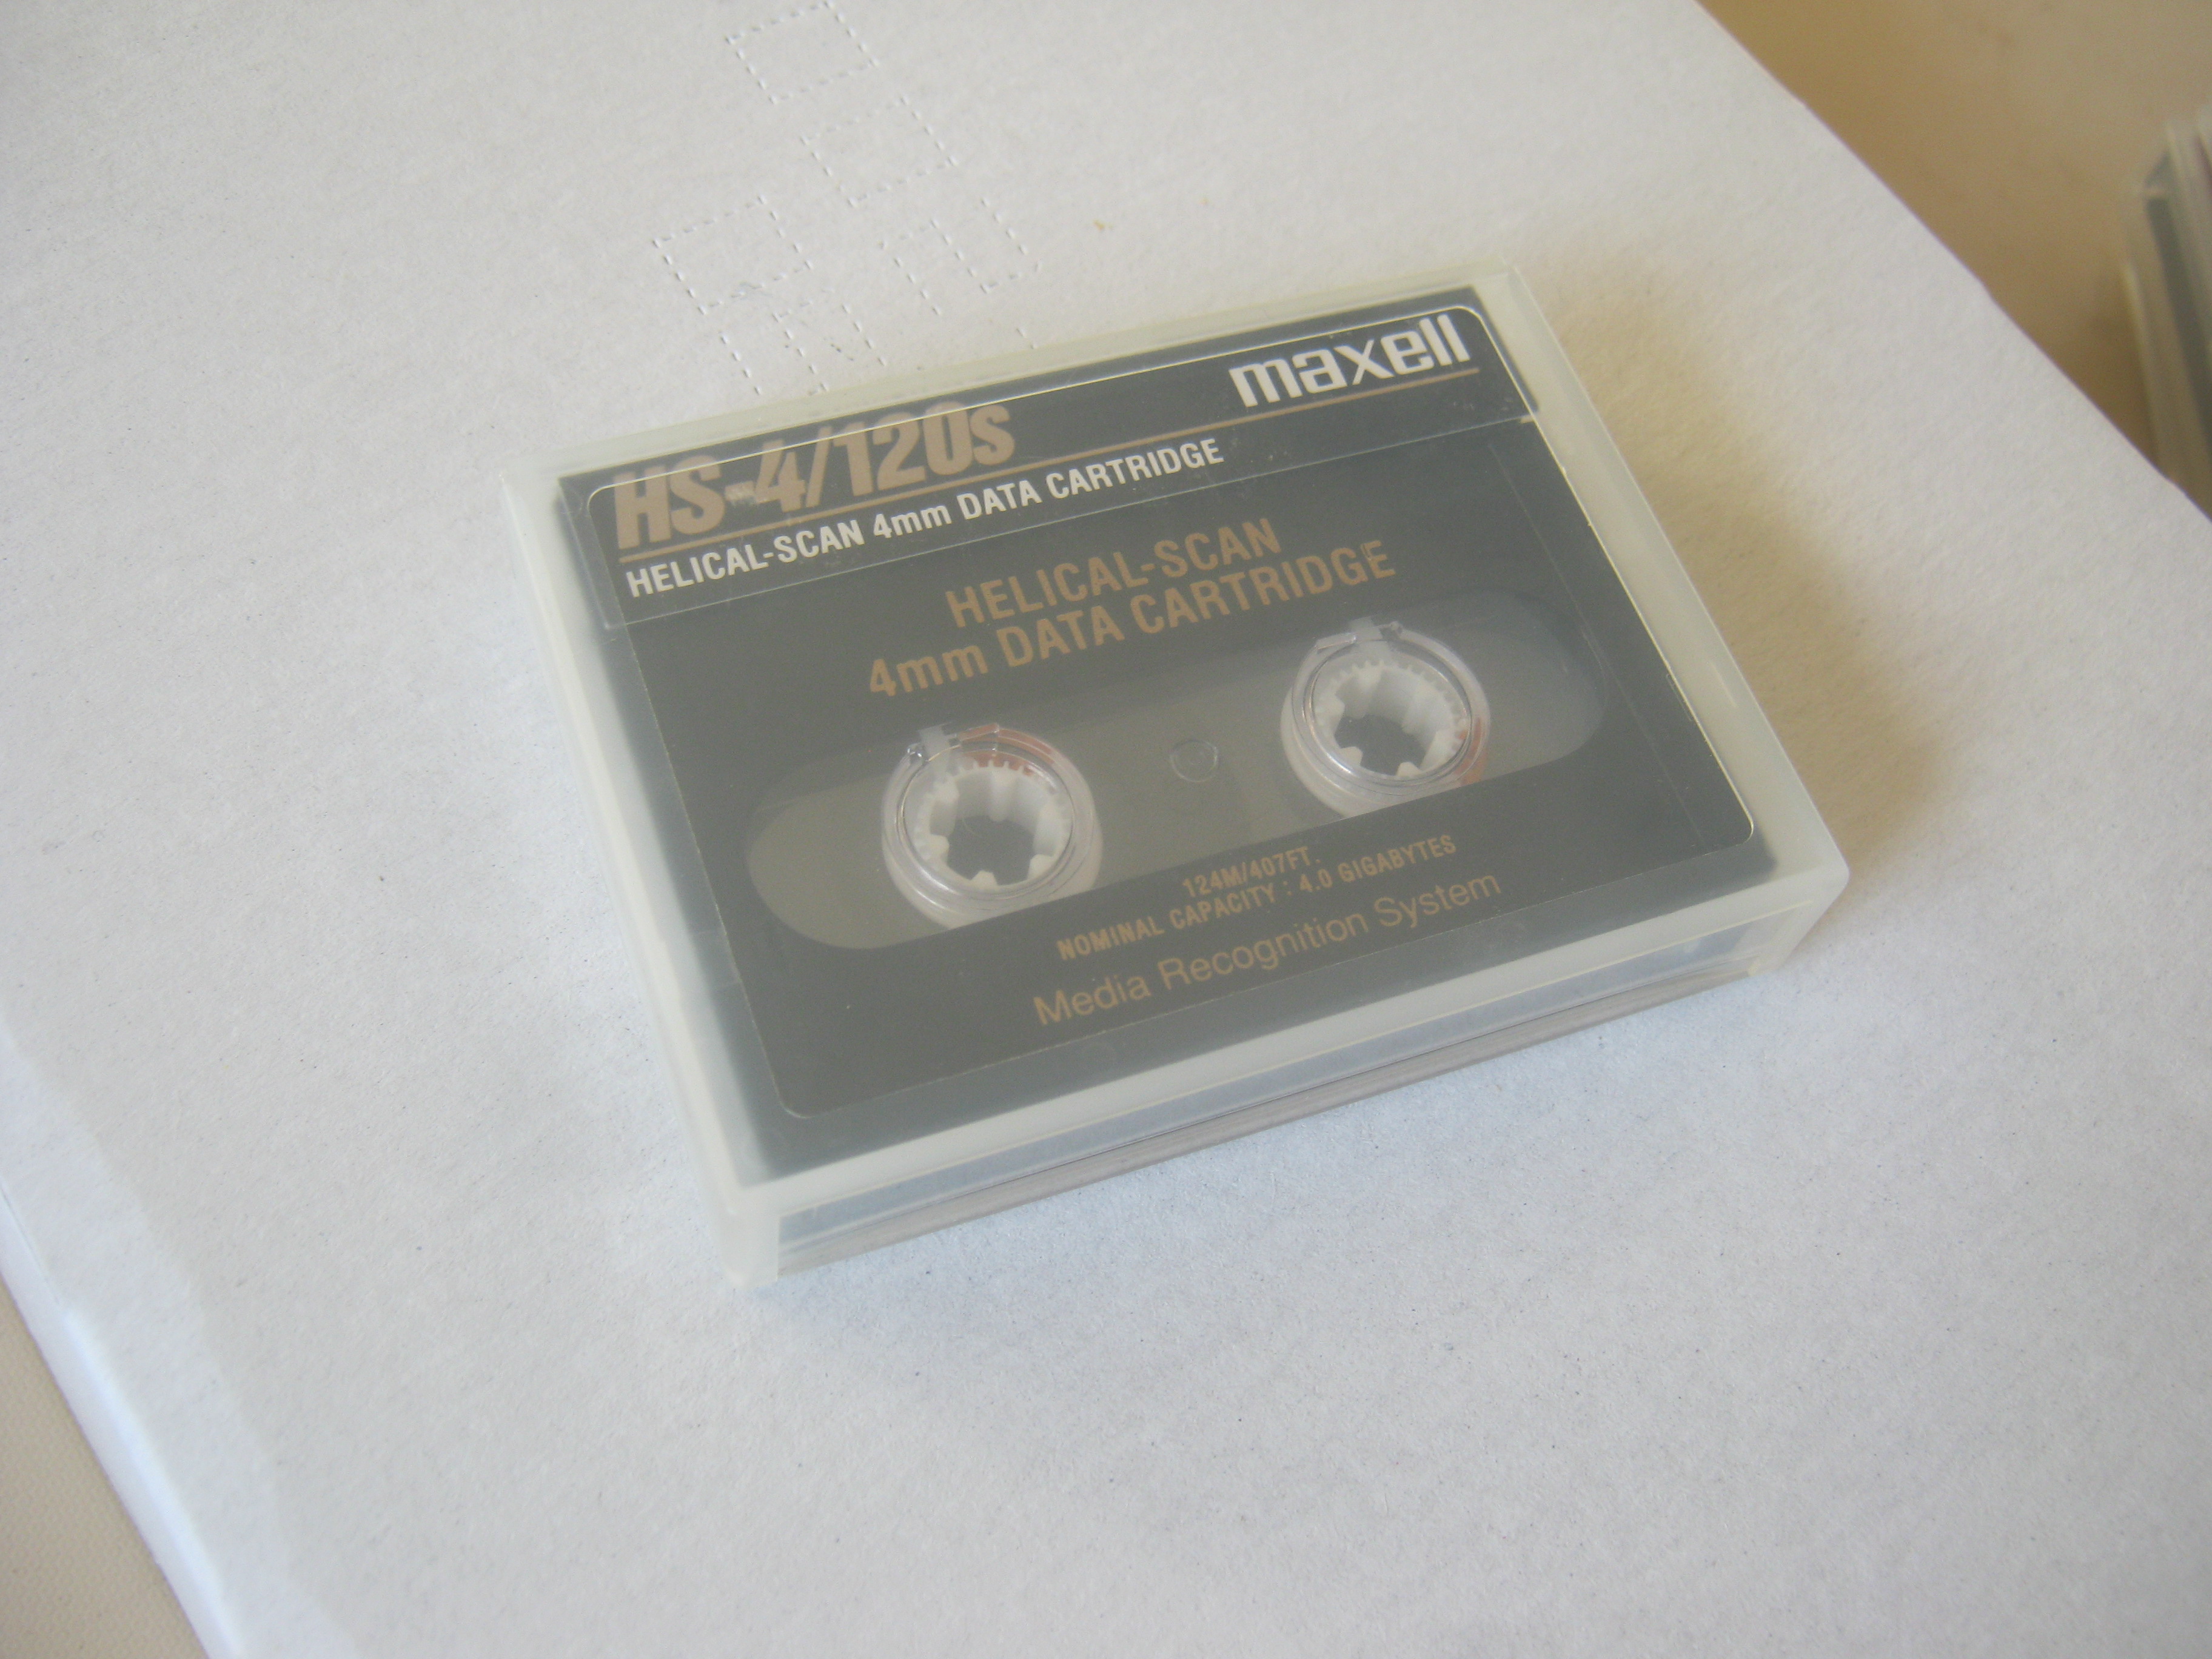 maxell
HS-4/120s
HELICAL-SCAN 4mm DATA CARTRIDGE
HELICAL-SCAN
4mm DATA CARTRIDGE
124M/407FT.
NOMINAL CAPACITY : 4.0 GIGABYTES
Media Recognition System